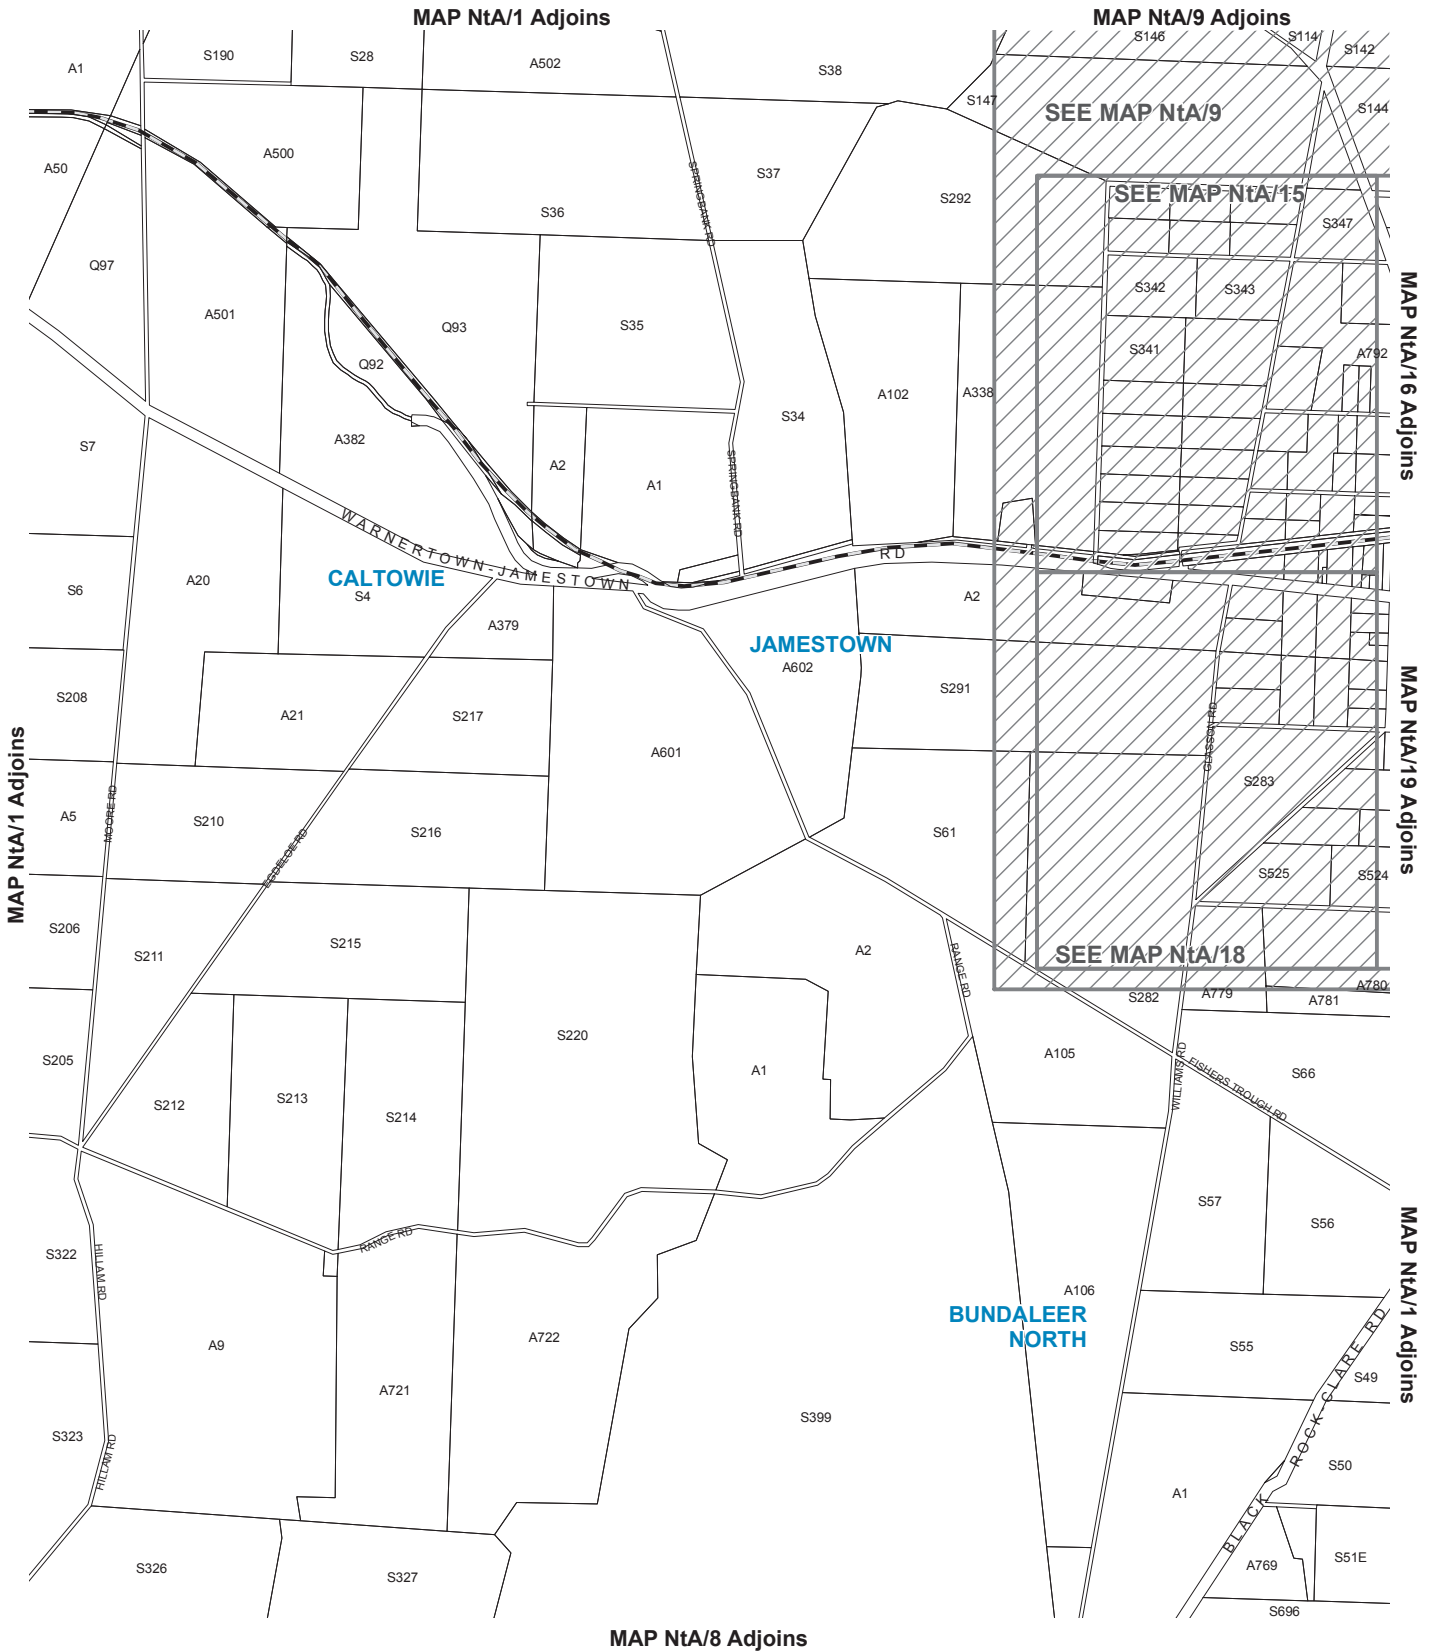 MAP NtA/1 Adjoins
MAP NtA/9 Adjoins
A1
S190
S28
A502
S38
S146
S114
S142
S147
SEE MAP NtA/9
S144
A50
A500
S37
SPRINGBANK RD
S36
S292
SEE MAP NtA/15
S347
Q97
A501
Q93
Q92
S35
S342
S343
S341
A792
MAP NtA/16 Adjoins
S7
A382
A2
A1
S34
A102
A338
SPRINGBANK RD
WARNERTOWN-JAMESTOWN RD
CALTOWIE
S6
A20
S4
A379
JAMESTOWN
A602
A2
S208
A21
S217
A601
S291
GLASSON RD
MAP NtA/19 Adjoins
MAP NtA/1 Adjoins
A5
MOORE RD
S210
EGDELOE RD
S216
S61
S283
S525
S524
S206
S211
S215
A2
RANGE RD
SEE MAP NtA/18
S282
A779
A781
A780
S205
S212
S213
S214
S220
A1
A105
WILLIAMS RD
FISHERS TROUGH RD
S66
S57
S56
MAP NtA/1 Adjoins
S322
HILLAM RD
RANGE RD
A9
A721
A722
A106
BUNDALEER
NORTH
S55
S49
BLACK ROCK-CLARE RD
S323
HILLAM RD
S399
A1
S50
S326
S327
A769
S51E
S696
MAP NtA/8 Adjoins